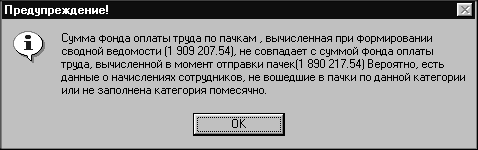 Предупреждение!
Сумма фонда оплаты труда по пачкам , вычисленная при формировании
сводной ведомости (1 909 207.54), не совпадает с суммой фонда оплаты
труда, вычисленной в момент отправки пачек(1 890 217.54) Вероятно, есть
данные о начислениях сотрудников, не вошедшие в пачки по данной категории
или не заполнена категория помесячно.
OK